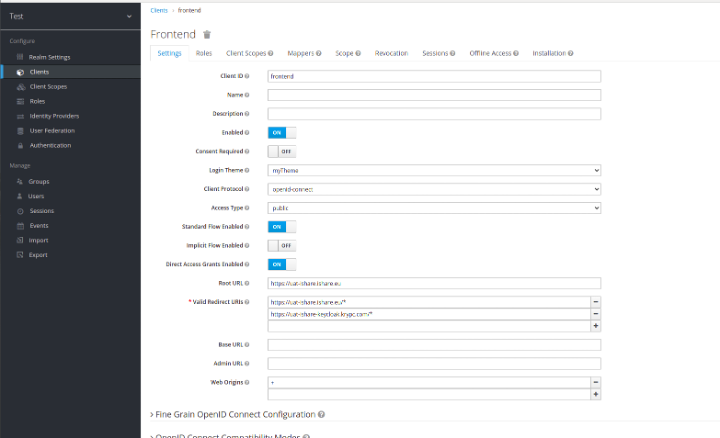 Test
Clients › frontend
Configure
Realm Settings
Clients
Client Scopes
Roles
Identity Providers
User Federation
Authentication
Manage
Groups
Users
Sessions
Events
Import
Export
Frontend
Settings Roles Client Scopes Mappers Scope Revocation Sessions Offline Access Installation
Client ID frontend
Name
Description
Enabled ON
Consent Required OFF
Login Theme myTheme
Client Protocol openid-connect
Access Type public
Standard Flow Enabled ON
Implicit Flow Enabled OFF
Direct Access Grants Enabled ON
Root URL https://uat-ishare.ishare.eu
* Valid Redirect URIs https://uat-ishare.ishare.eu/*
https://uat-ishare-keycloak.krypc.com/*
Base URL
Admin URL
Web Origins +
› Fine Grain OpenID Connect Configuration
› OpenID Connect Compatibility Modes